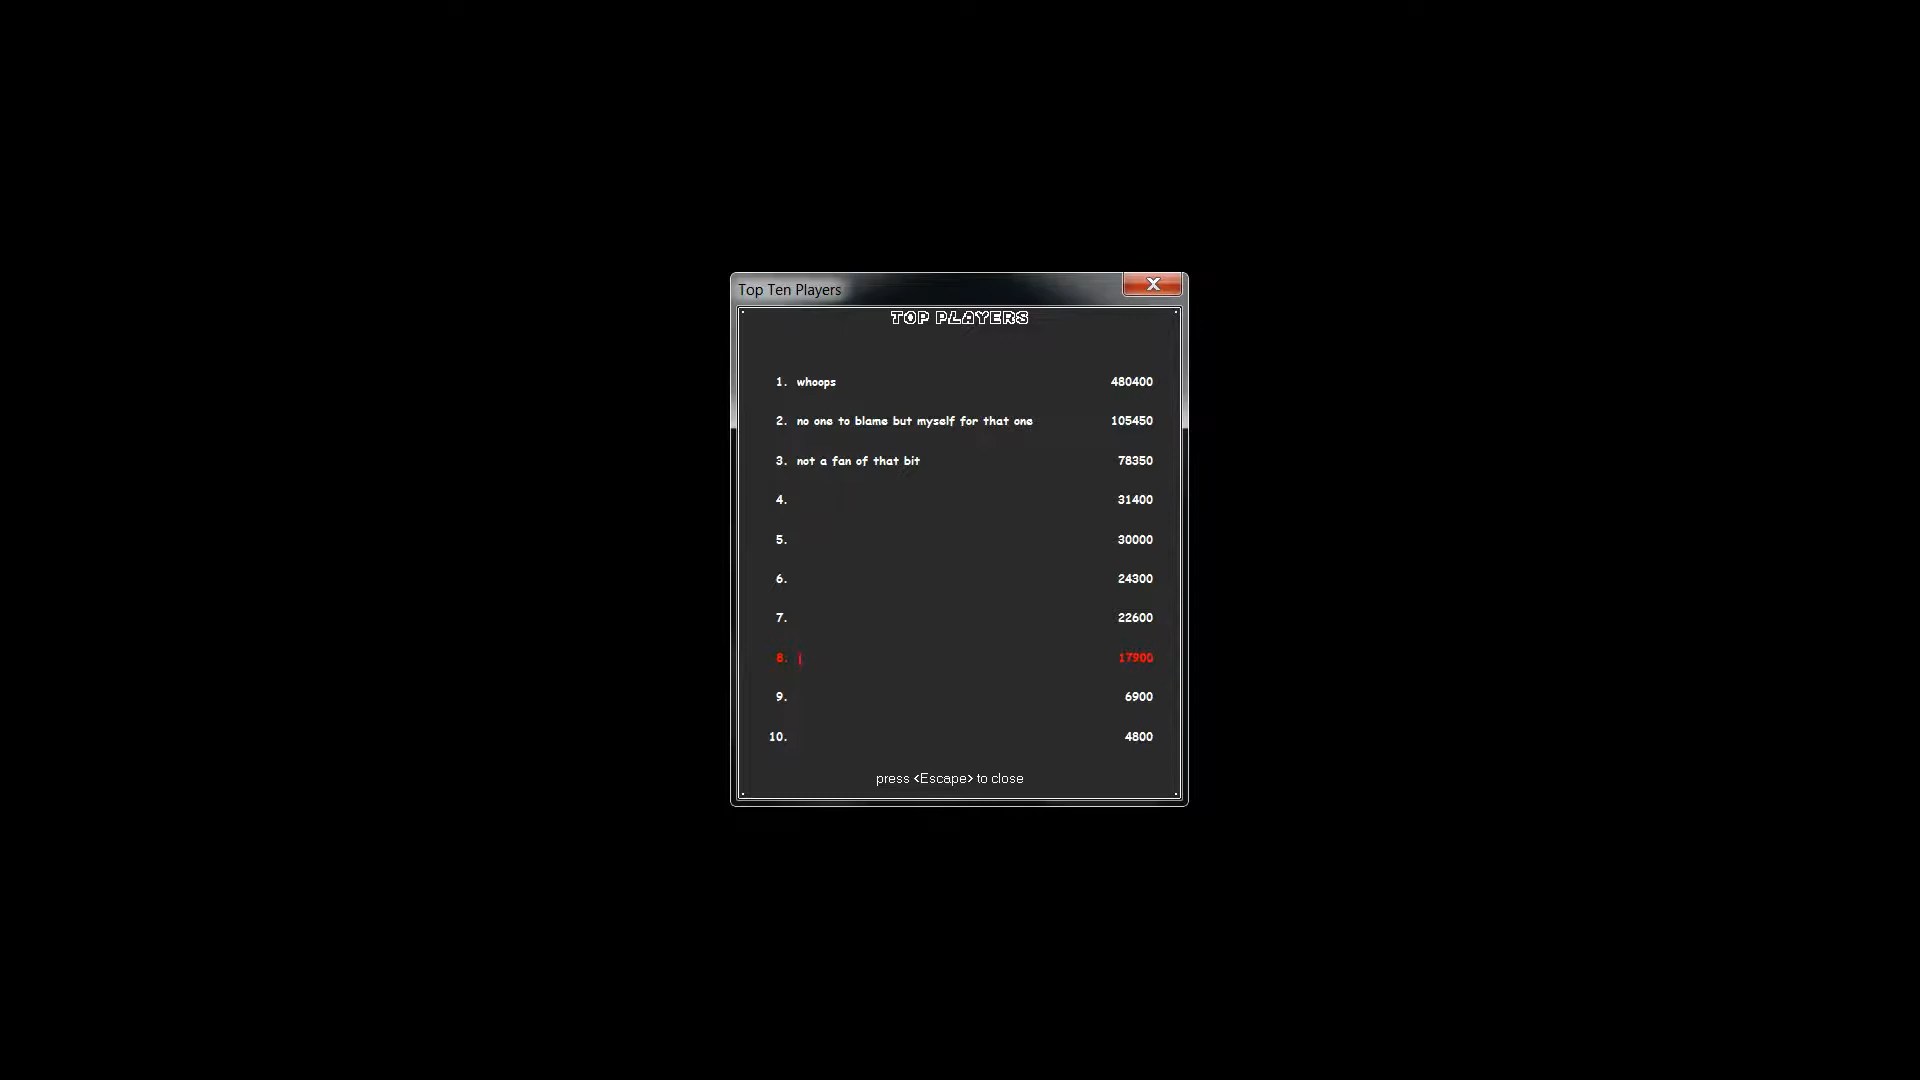 Top Ten Players
X
TOP PLAYERS
1. whoops 480400
2. no one to blame but myself for that one 105450
3. not a fan of that bit 78350
4. 31400
5. 30000
6. 24300
7. 22600
8. 17900
9. 6900
10. 4800
press <Escape> to close